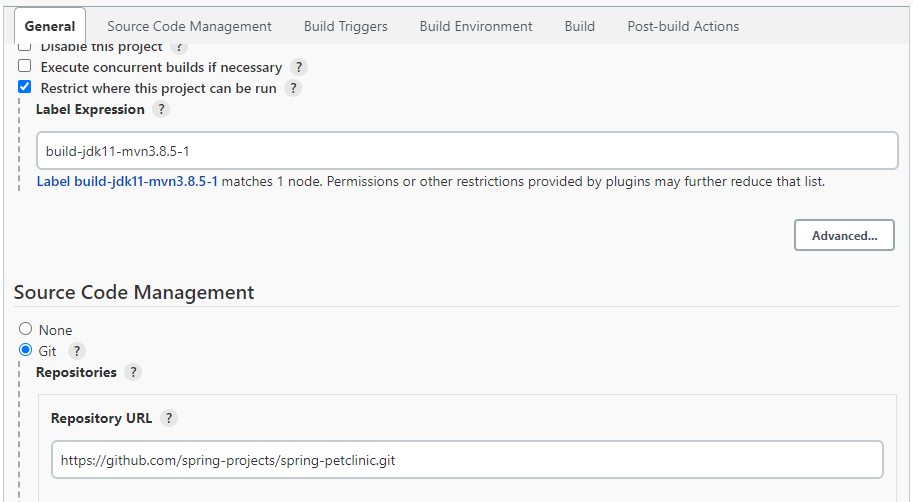 General Source Code Management Build Triggers Build Environment Build Post-build Actions
Disable this project ?
Execute concurrent builds if necessary ?
Restrict where this project can be run ?
Label Expression ?
build-jdk11-mvn3.8.5-1
Label build-jdk11-mvn3.8.5-1 matches 1 node. Permissions or other restrictions provided by plugins may further reduce that list.
Advanced...
Source Code Management
None
Git ?
Repositories ?
Repository URL ?
https://github.com/spring-projects/spring-petclinic.git